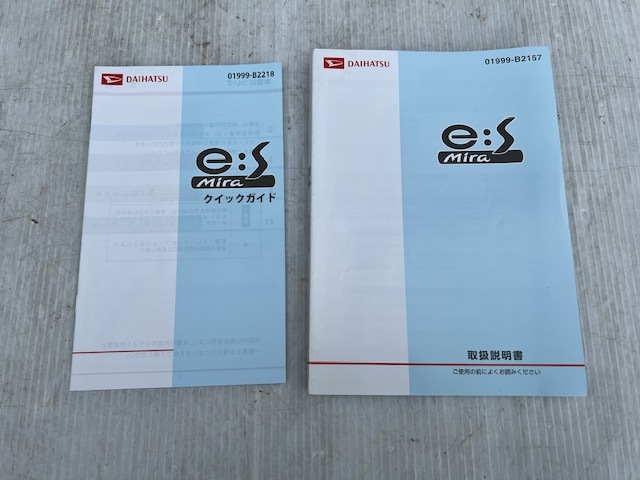 DAIHATSU
01999-B2218
e:S
Mira
クイックガイド
DAIHATSU
01999-B2157
e:S
Mira
取扱説明書
ご使用の前によくお読みください